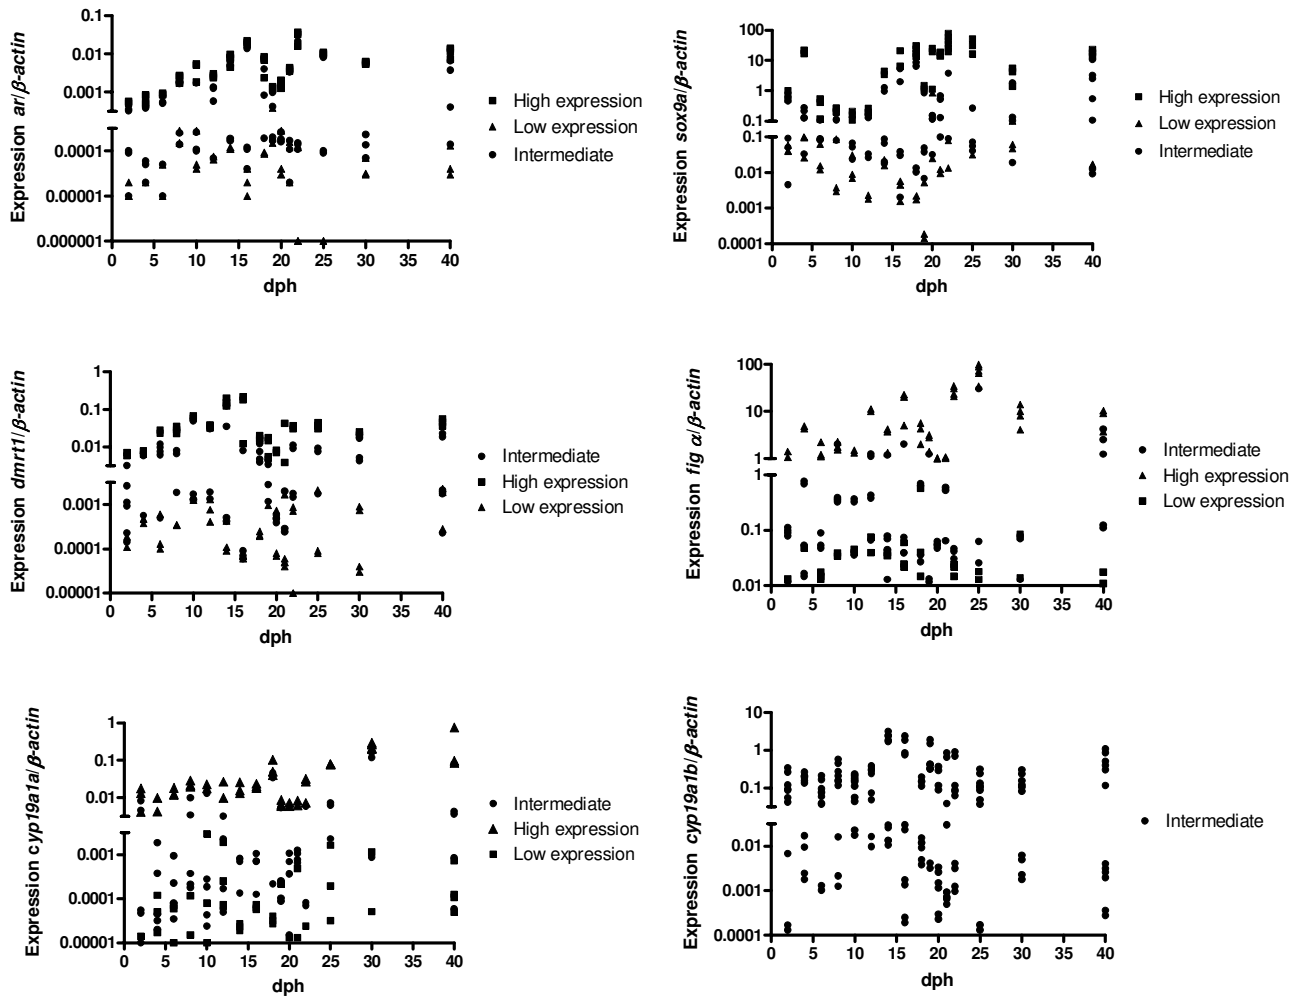 Expression ar/β-actin
0.1
0.01
0.001
0.0001
0.00001
0.000001
0 5 10 15 20 25 30 35 40
dph
High expression
Low expression
Intermediate
Expression sox9a/β-actin
100
10
1
0.1
0.1
0.01
0.001
0.0001
0 5 10 15 20 25 30 35 40
dph
High expression
Low expression
Intermediate
Expression dmrt1/β-actin
1
0.1
0.01
0.001
0.0001
0.00001
0 5 10 15 20 25 30 35 40
dph
Intermediate
High expression
Low expression
Expression fig α/β-actin
100
10
1
1
0.1
0.01
0 5 10 15 20 25 30 35 40
dph
Intermediate
High expression
Low expression
Expression cyp19a1a/β-actin
1
0.1
0.01
0.001
0.0001
0.00001
0 5 10 15 20 25 30 35 40
dph
Intermediate
High expression
Low expression
Expression cyp19a1b/β-actin
10
1
0.1
0.01
0.001
0.0001
0 5 10 15 20 25 30 35 40
dph
Intermediate